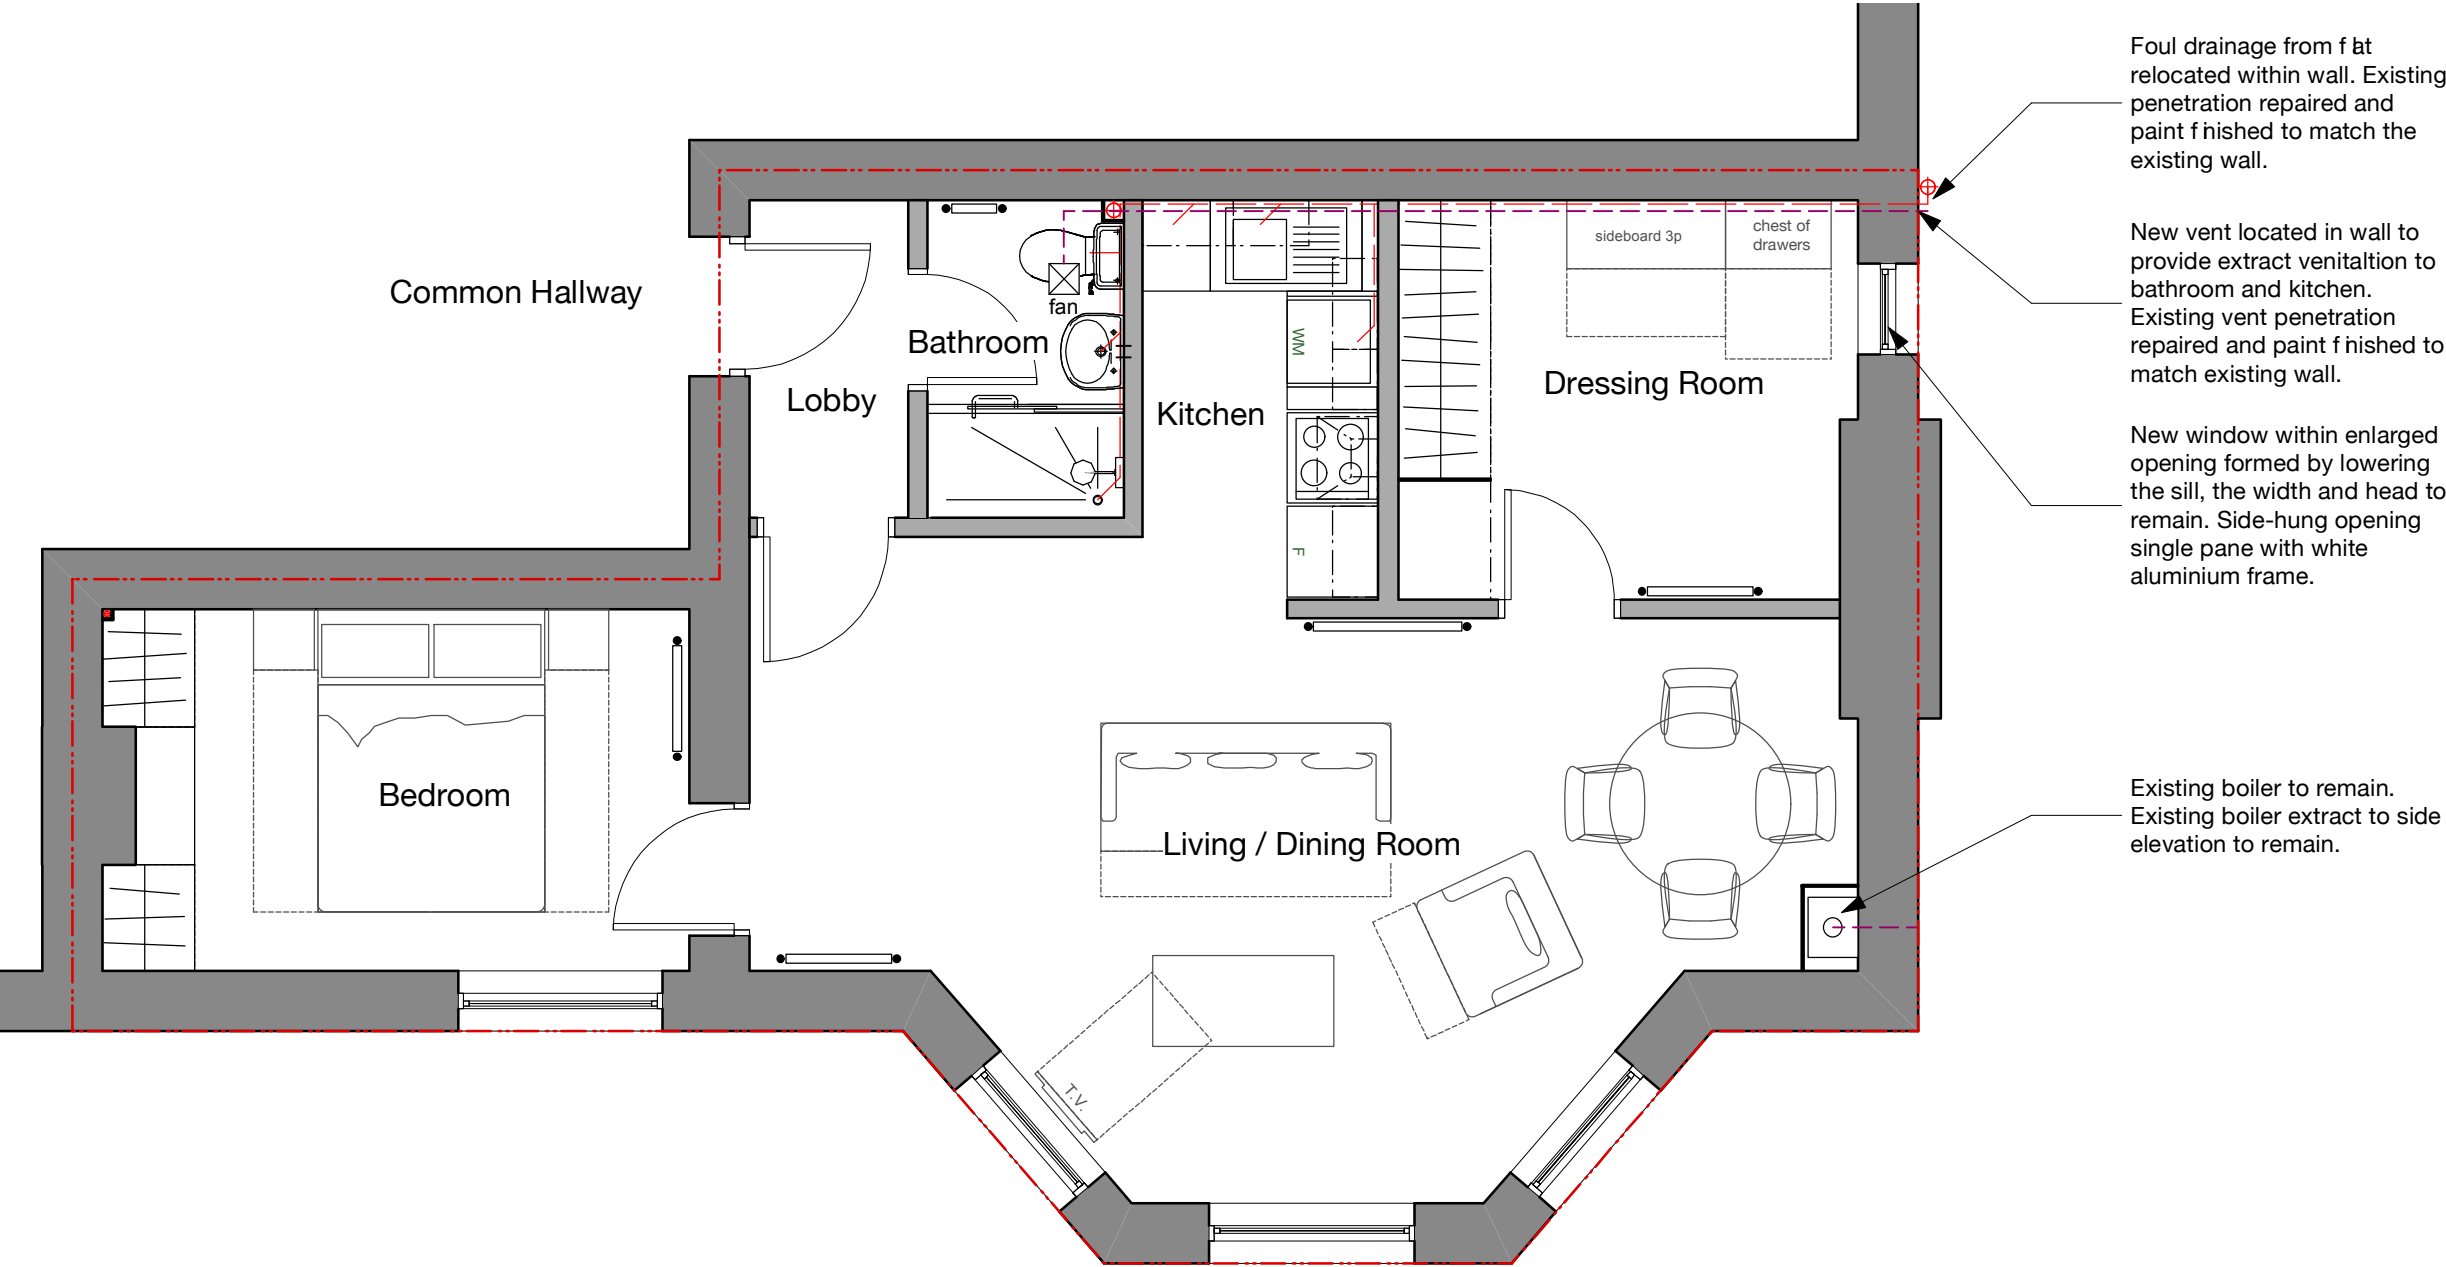 Foul drainage from flat
relocated within wall. Existing
penetration repaired and
paint finished to match the
existing wall.
New vent located in wall to
provide extract venitaltion to
bathroom and kitchen.
Existing vent penetration
repaired and paint finished to
match existing wall.
New window within enlarged
opening formed by lowering
the sill, the width and head to
remain. Side-hung opening
single pane with white
aluminium frame.
Existing boiler to remain.
Existing boiler extract to side
elevation to remain.
Common Hallway
Lobby
Bathroom
fan
Kitchen
WM
F
sideboard 3p
chest of
drawers
Dressing Room
Bedroom
Living / Dining Room
T.V.